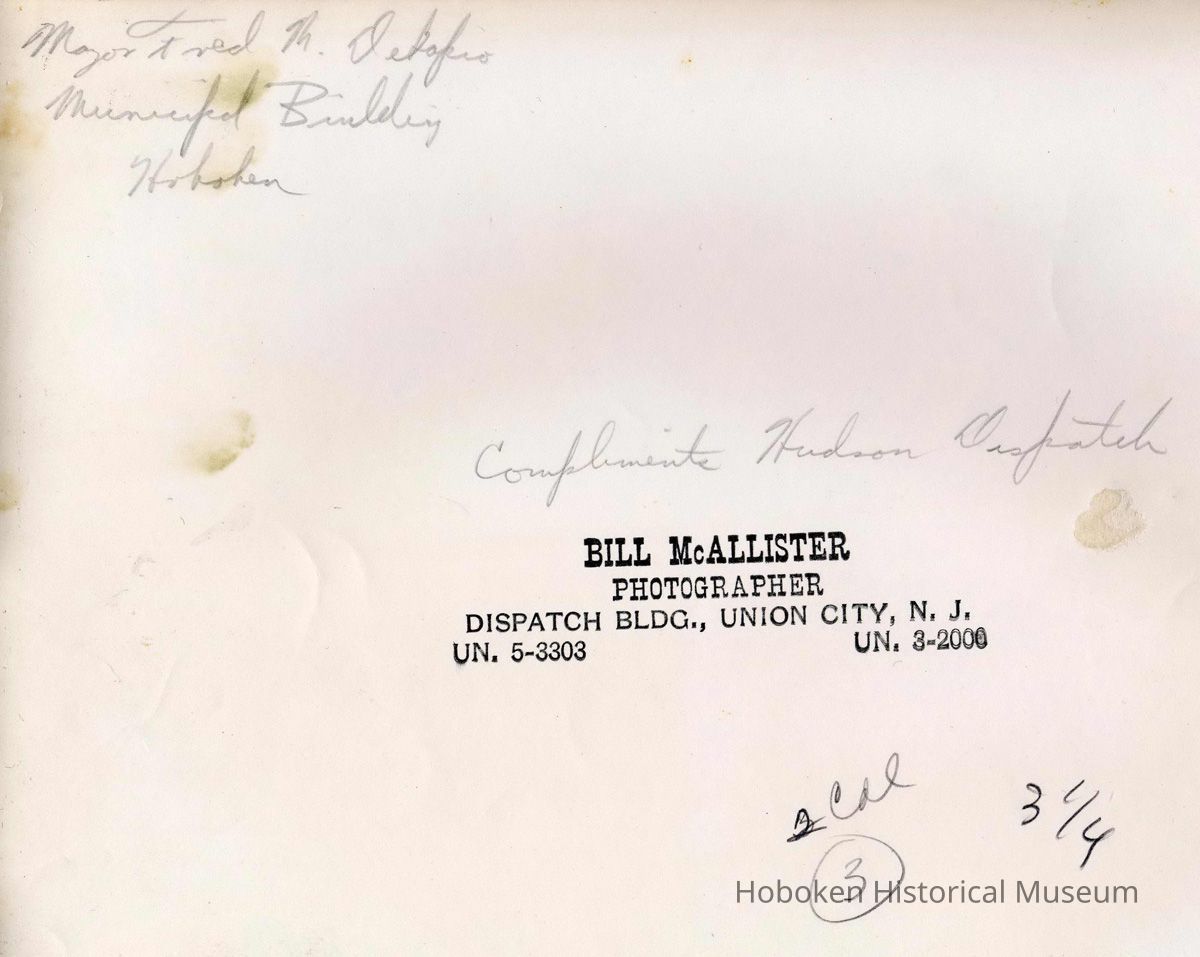 Mayor Fred M. DeSapio
Municipal Building
Hoboken
Compliments Hudson Dispatch
BILL McALLISTER
PHOTOGRAPHER
DISPATCH BLDG., UNION CITY, N. J.
UN. 5-3303 UN. 3-2000
2 Col
3 1/4
3
Hoboken Historical Museum